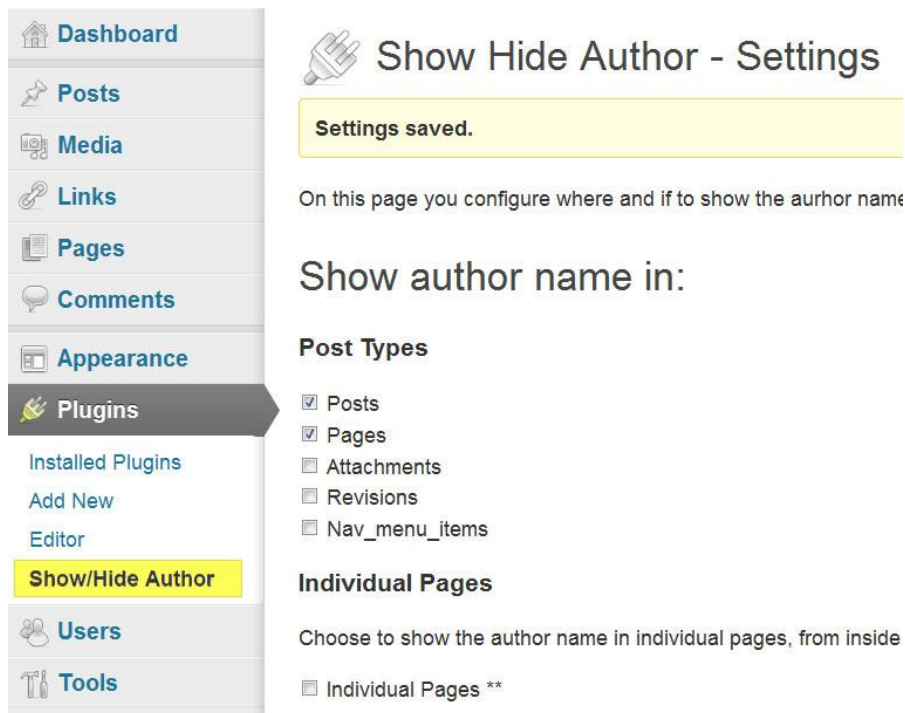 Dashboard
Posts
Media
Links
Pages
Comments
Appearance
Plugins
Installed Plugins
Add New
Editor
Show/Hide Author
Users
Tools
Show Hide Author - Settings
Settings saved.
On this page you configure where and if to show the aurhor name
Show author name in:
Post Types
Posts
Pages
Attachments
Revisions
Nav_menu_items
Individual Pages
Choose to show the author name in individual pages, from inside
Individual Pages **